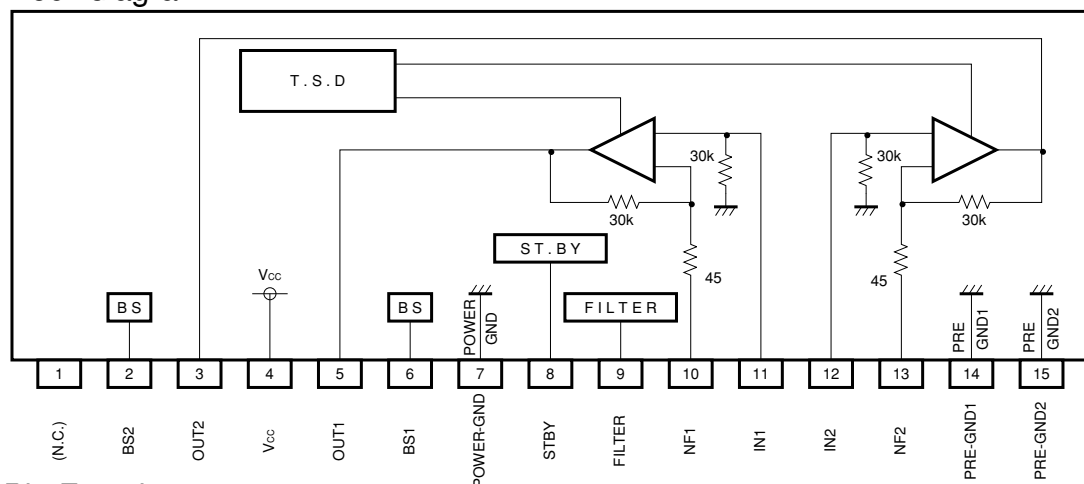 T.S.D
30k
30k
30k
30k
ST.BY
45
45
Vcc
BS
BS
POWER
GND
FILTER
PRE
GND1
PRE
GND2
1 2 3 4 5 6 7 8 9 10 11 12 13 14 15
(N.C.)
BS2
OUT2
Vcc
OUT1
BS1
POWER-GND
STBY
FILTER
NF1
IN1
IN2
NF2
PRE-GND1
PRE-GND2